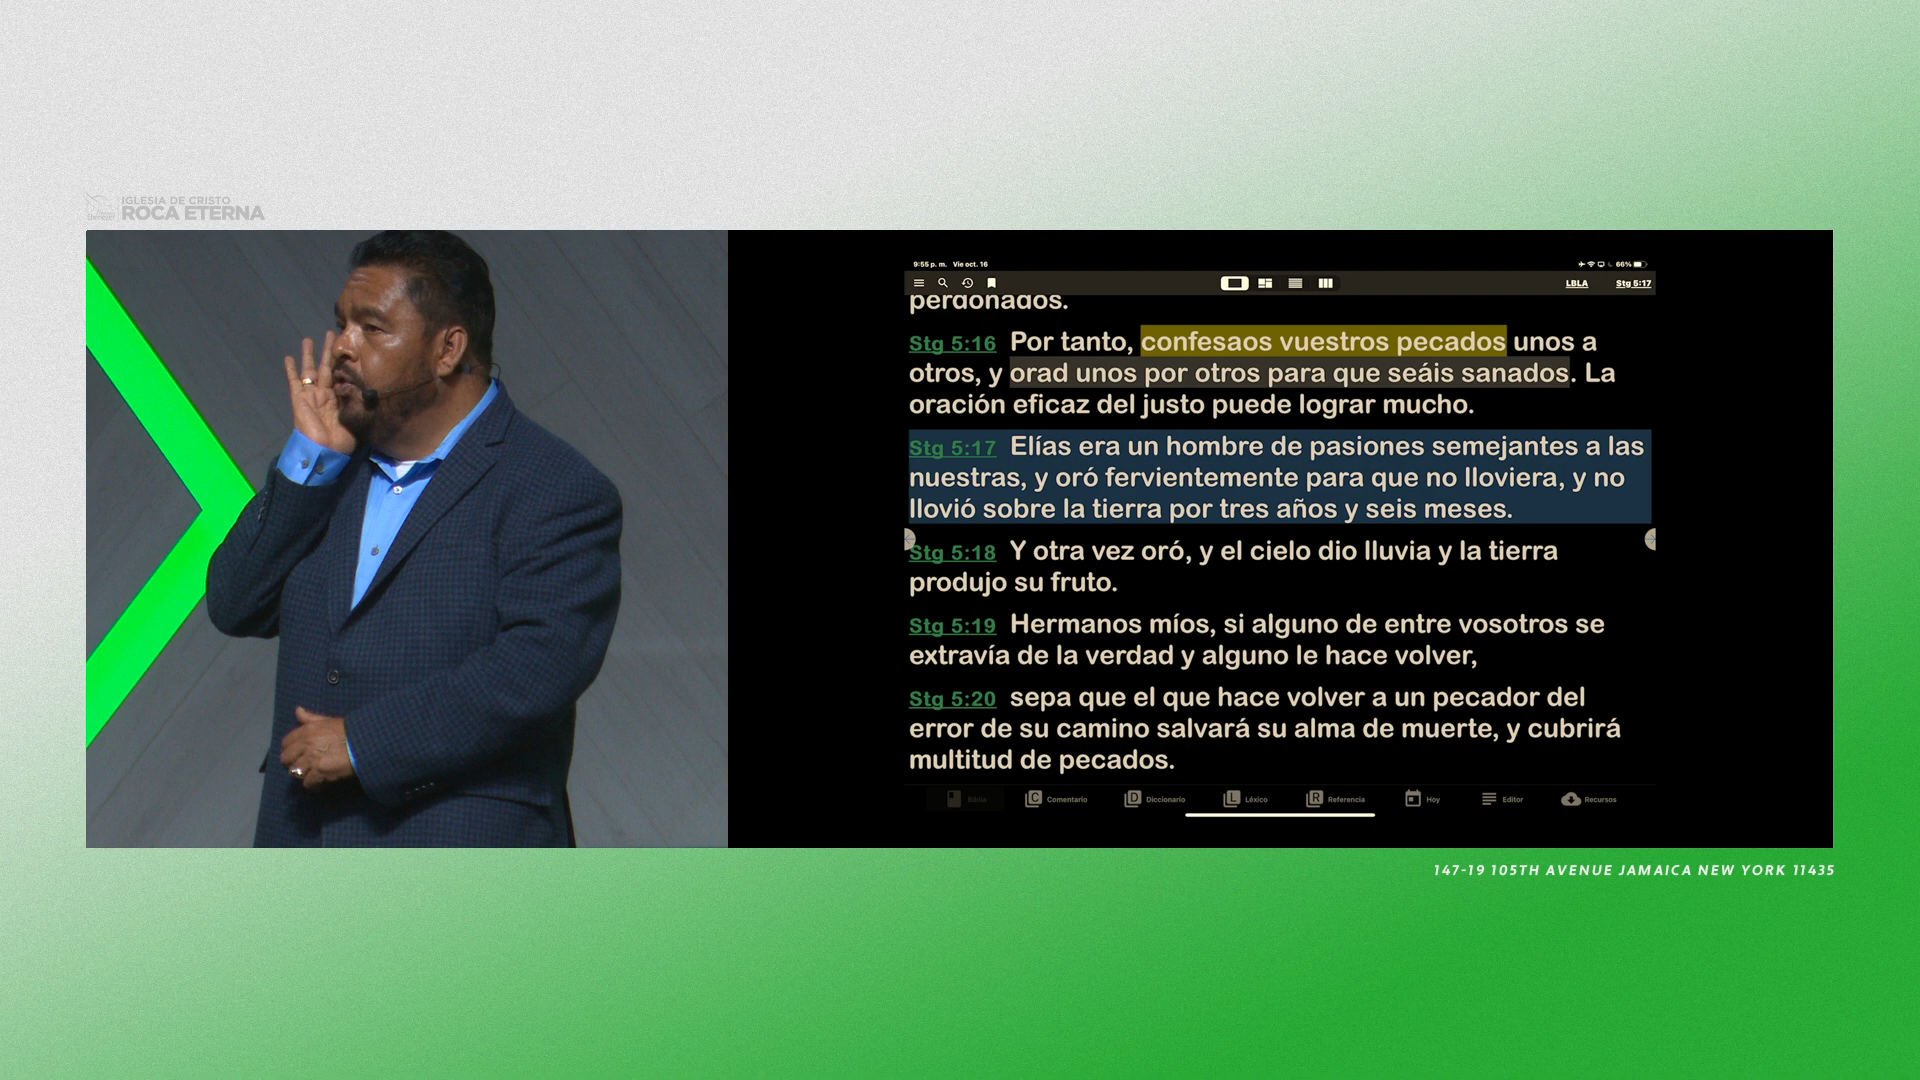 IGLESIA DE CRISTO
ROCA ETERNA
9:55 p. m. Vie oct. 16
66%
LBLA Stg 5:17
perdonados.
Stg 5:16 Por tanto, confesaos vuestros pecados unos a
otros, y orad unos por otros para que seáis sanados. La
oración eficaz del justo puede lograr mucho.
Stg 5:17 Elías era un hombre de pasiones semejantes a las
nuestras, y oró fervientemente para que no lloviera, y no
llovió sobre la tierra por tres años y seis meses.
Stg 5:18 Y otra vez oró, y el cielo dio lluvia y la tierra
produjo su fruto.
Stg 5:19 Hermanos míos, si alguno de entre vosotros se
extravía de la verdad y alguno le hace volver,
Stg 5:20 sepa que el que hace volver a un pecador del
error de su camino salvará su alma de muerte, y cubrirá
multitud de pecados.
Biblia C Comentario D Diccionario L Léxico R Referencia Hoy Editor Recursos
147-19 105TH AVENUE JAMAICA NEW YORK 11435